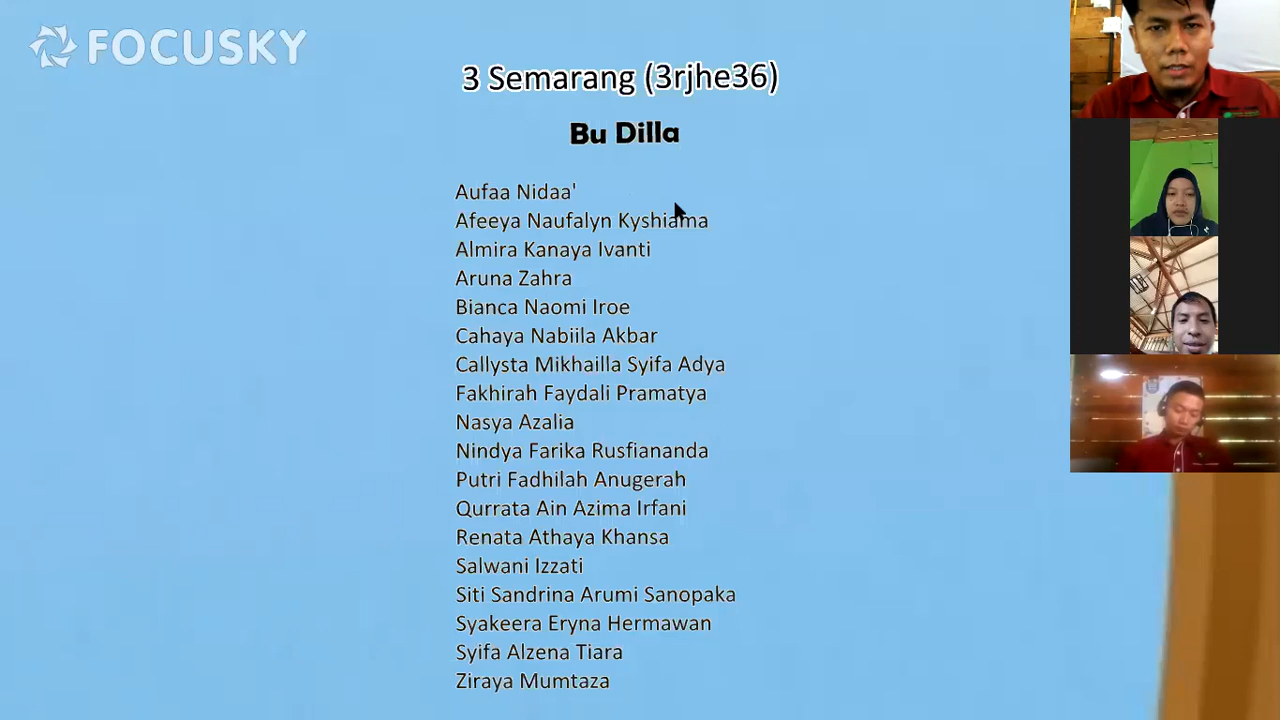 FOCUSKY
3 Semarang (3rjhe36)
Bu Dilla
Aufaa Nidaa'
Afeeya Naufalyn Kyshiama
Almira Kanaya Ivanti
Aruna Zahra
Bianca Naomi Iroe
Cahaya Nabiila Akbar
Callysta Mikhailla Syifa Adya
Fakhirah Faydali Pramatya
Nasya Azalia
Nindya Farika Rusfiananda
Putri Fadhilah Anugerah
Qurrata Ain Azima Irfani
Renata Athaya Khansa
Salwani Izzati
Siti Sandrina Arumi Sanopaka
Syakeera Eryna Hermawan
Syifa Alzena Tiara
Ziraya Mumtaza